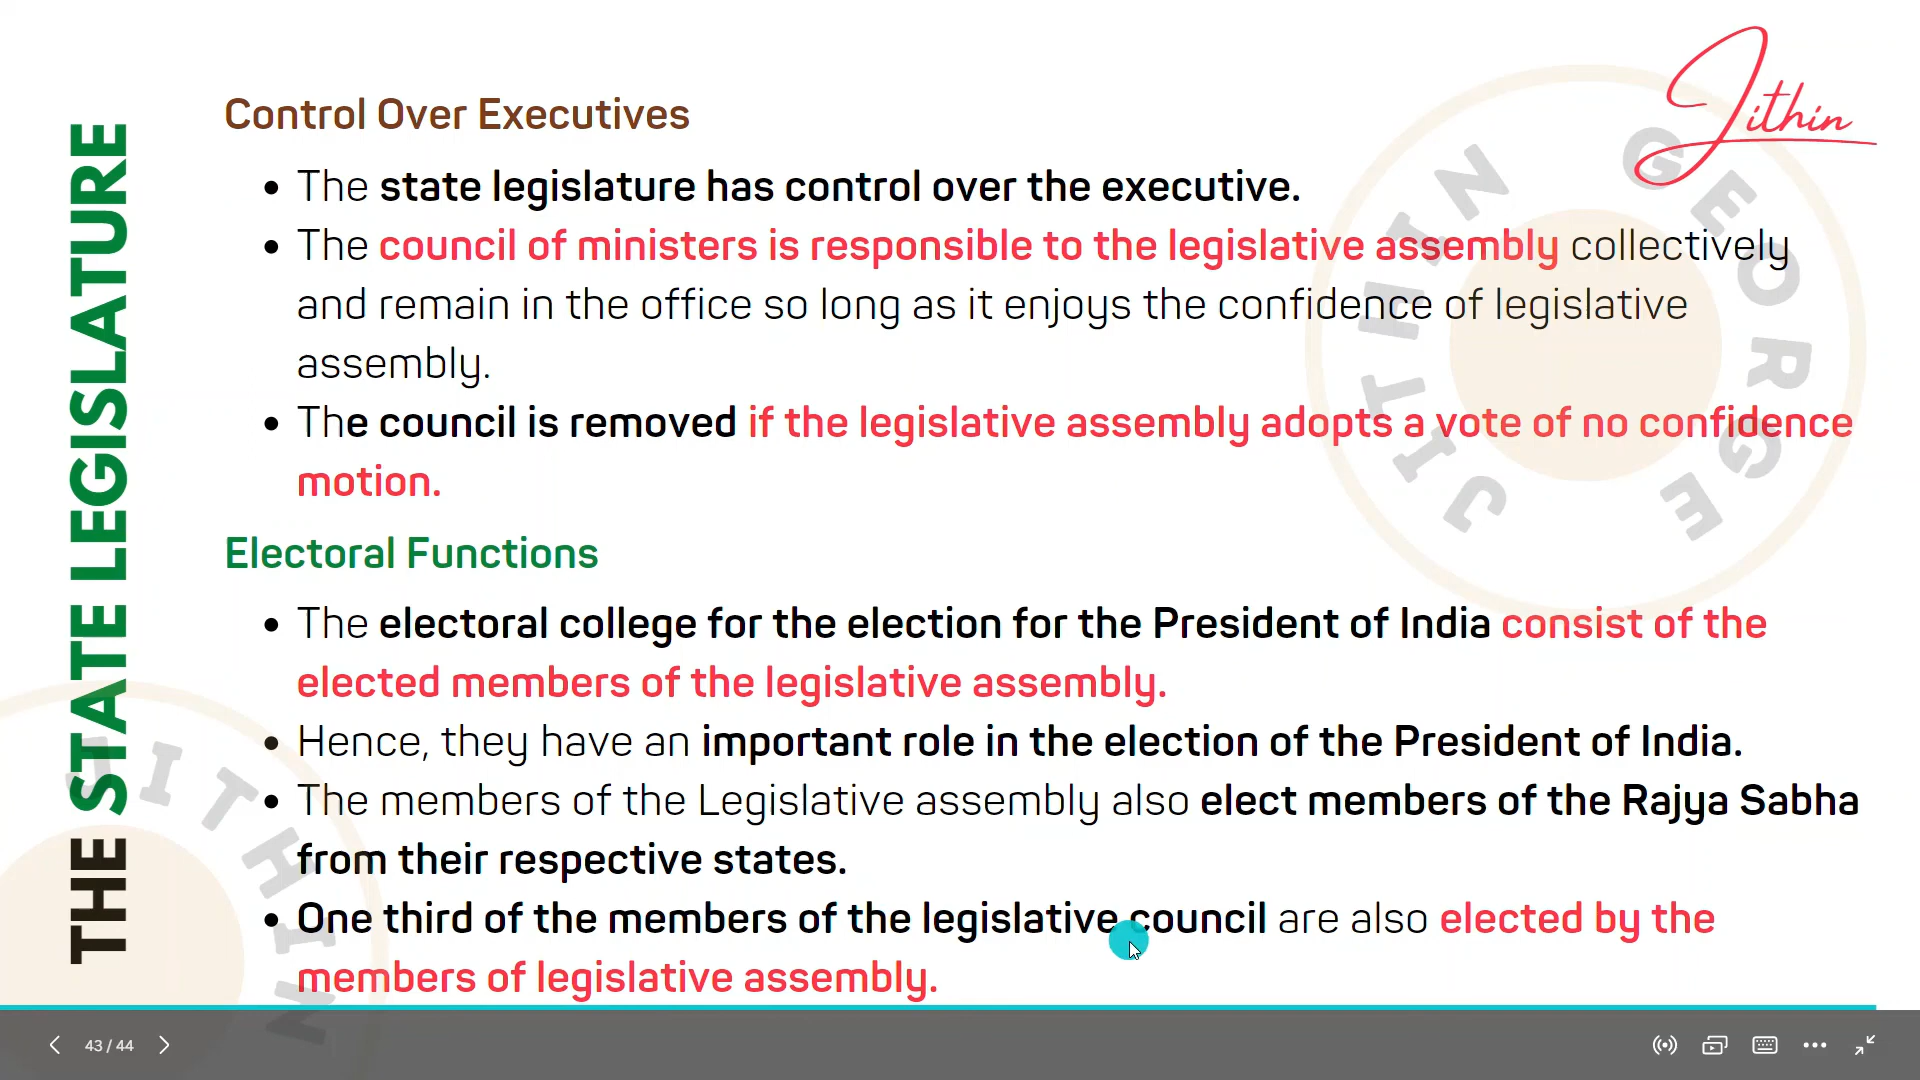 Jithin
JITHIN GEORGE
THE STATE LEGISLATURE
Control Over Executives
• The state legislature has control over the executive.
• The council of ministers is responsible to the legislative assembly collectively
and remain in the office so long as it enjoys the confidence of legislative
assembly.
• The council is removed if the legislative assembly adopts a vote of no confidence
motion.
Electoral Functions
• The electoral college for the election for the President of India consist of the
elected members of the legislative assembly.
• Hence, they have an important role in the election of the President of India.
• The members of the Legislative assembly also elect members of the Rajya Sabha
from their respective states.
• One third of the members of the legislative council are also elected by the
members of legislative assembly.
JITHIN
43 / 44